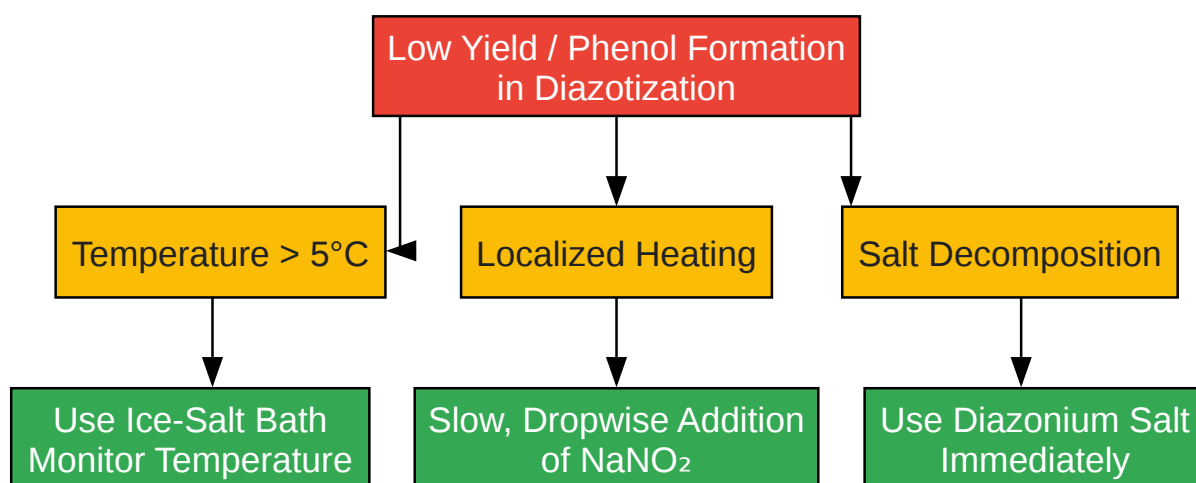 Low Yield / Phenol Formation
in Diazotization
Temperature > 5°C
Localized Heating
Salt Decomposition
Use Ice-Salt Bath
Monitor Temperature
Slow, Dropwise Addition
of NaNO₂
Use Diazonium Salt
Immediately